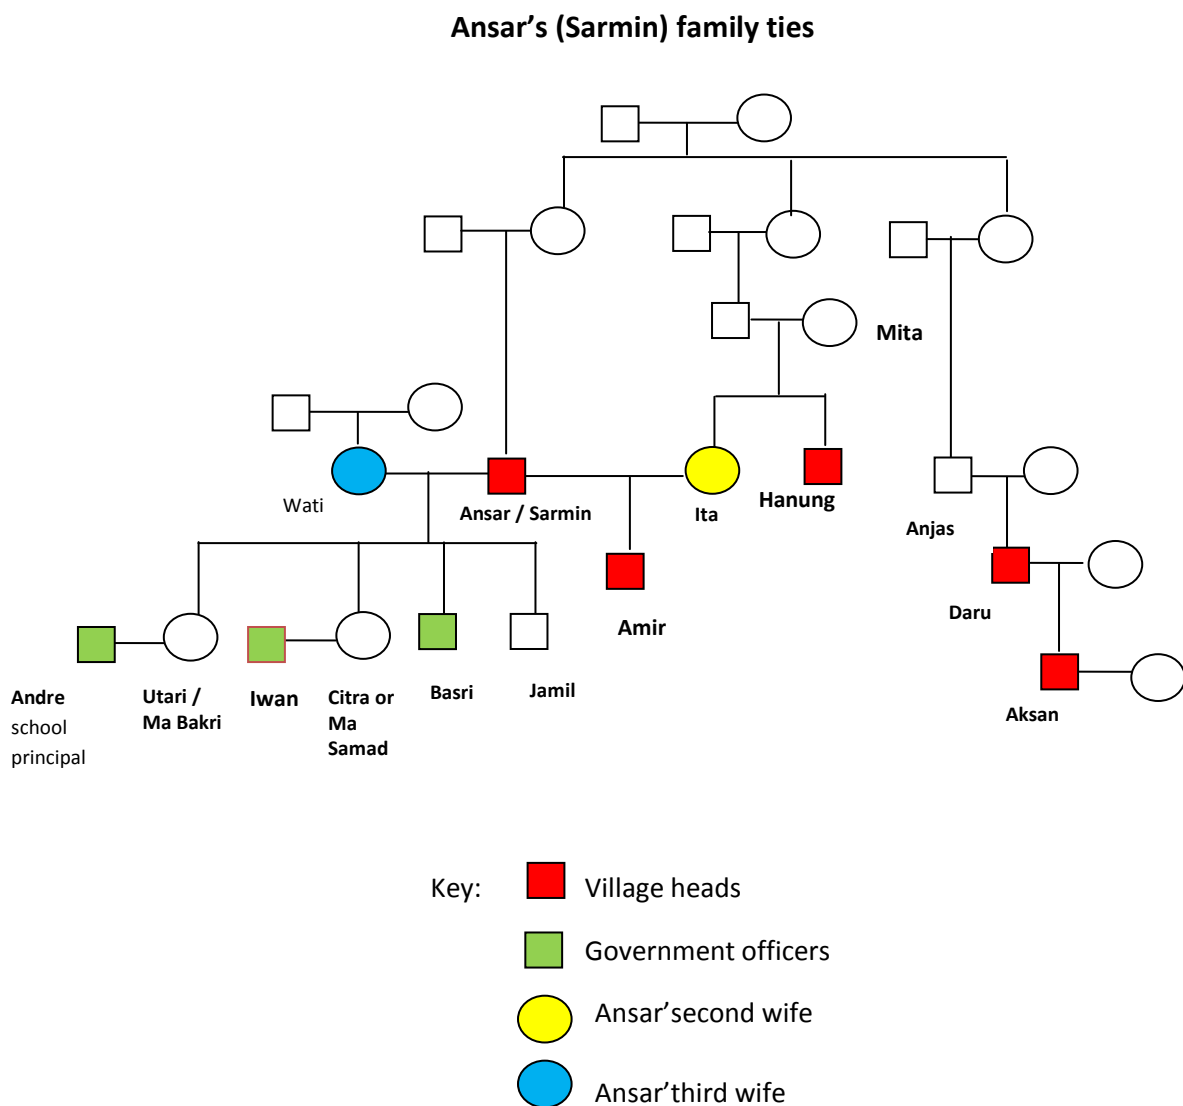 Ansar’s (Sarmin) family ties
Mita
Wati
Ansar / Sarmin
Ita
Hanung
Anjas
Amir
Daru
Andre
school
principal
Utari /
Ma Bakri
Iwan
Citra or
Ma
Samad
Basri
Jamil
Aksan
Key:
Village heads
Government officers
Ansar’second wife
Ansar’third wife